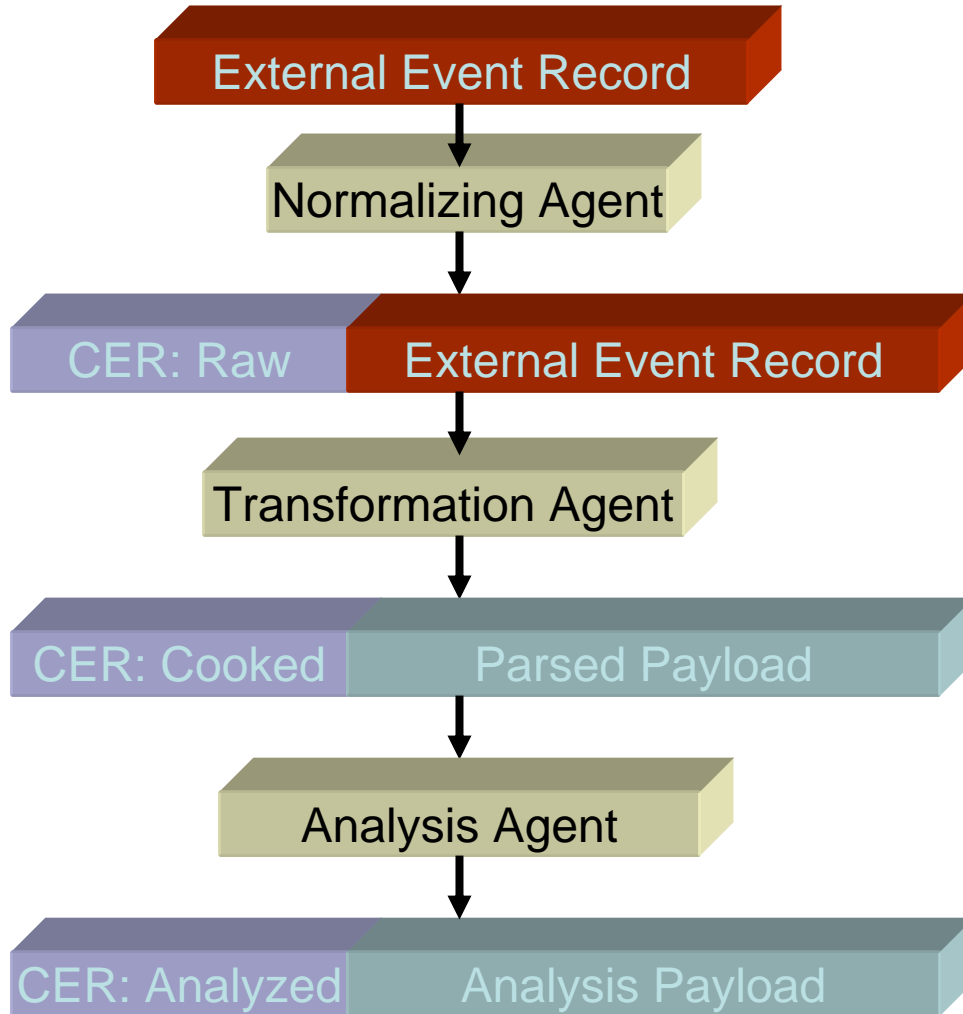 External Event Record
Normalizing Agent
CER: Raw External Event Record
Transformation Agent
CER: Cooked Parsed Payload
Analysis Agent
CER: Analyzed Analysis Payload